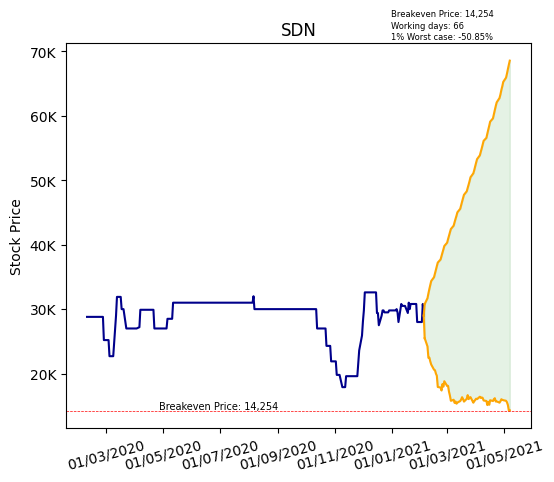 Breakeven Price: 14,254
Working days: 66
1% Worst case: -50.85%
SDN
Stock Price
70K
60K
50K
40K
30K
20K
Breakeven Price: 14,254
01/03/2020
01/05/2020
01/07/2020
01/09/2020
01/11/2020
01/01/2021
01/03/2021
01/05/2021